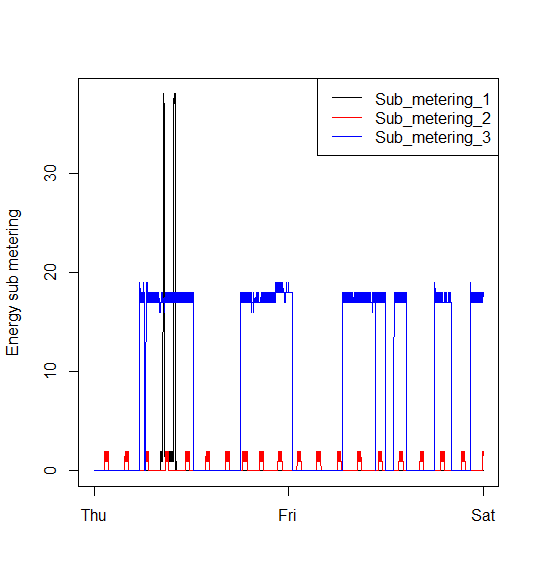 Sub_metering_1
Sub_metering_2
Sub_metering_3
Energy sub metering
30
20
10
0
Thu
Fri
Sat